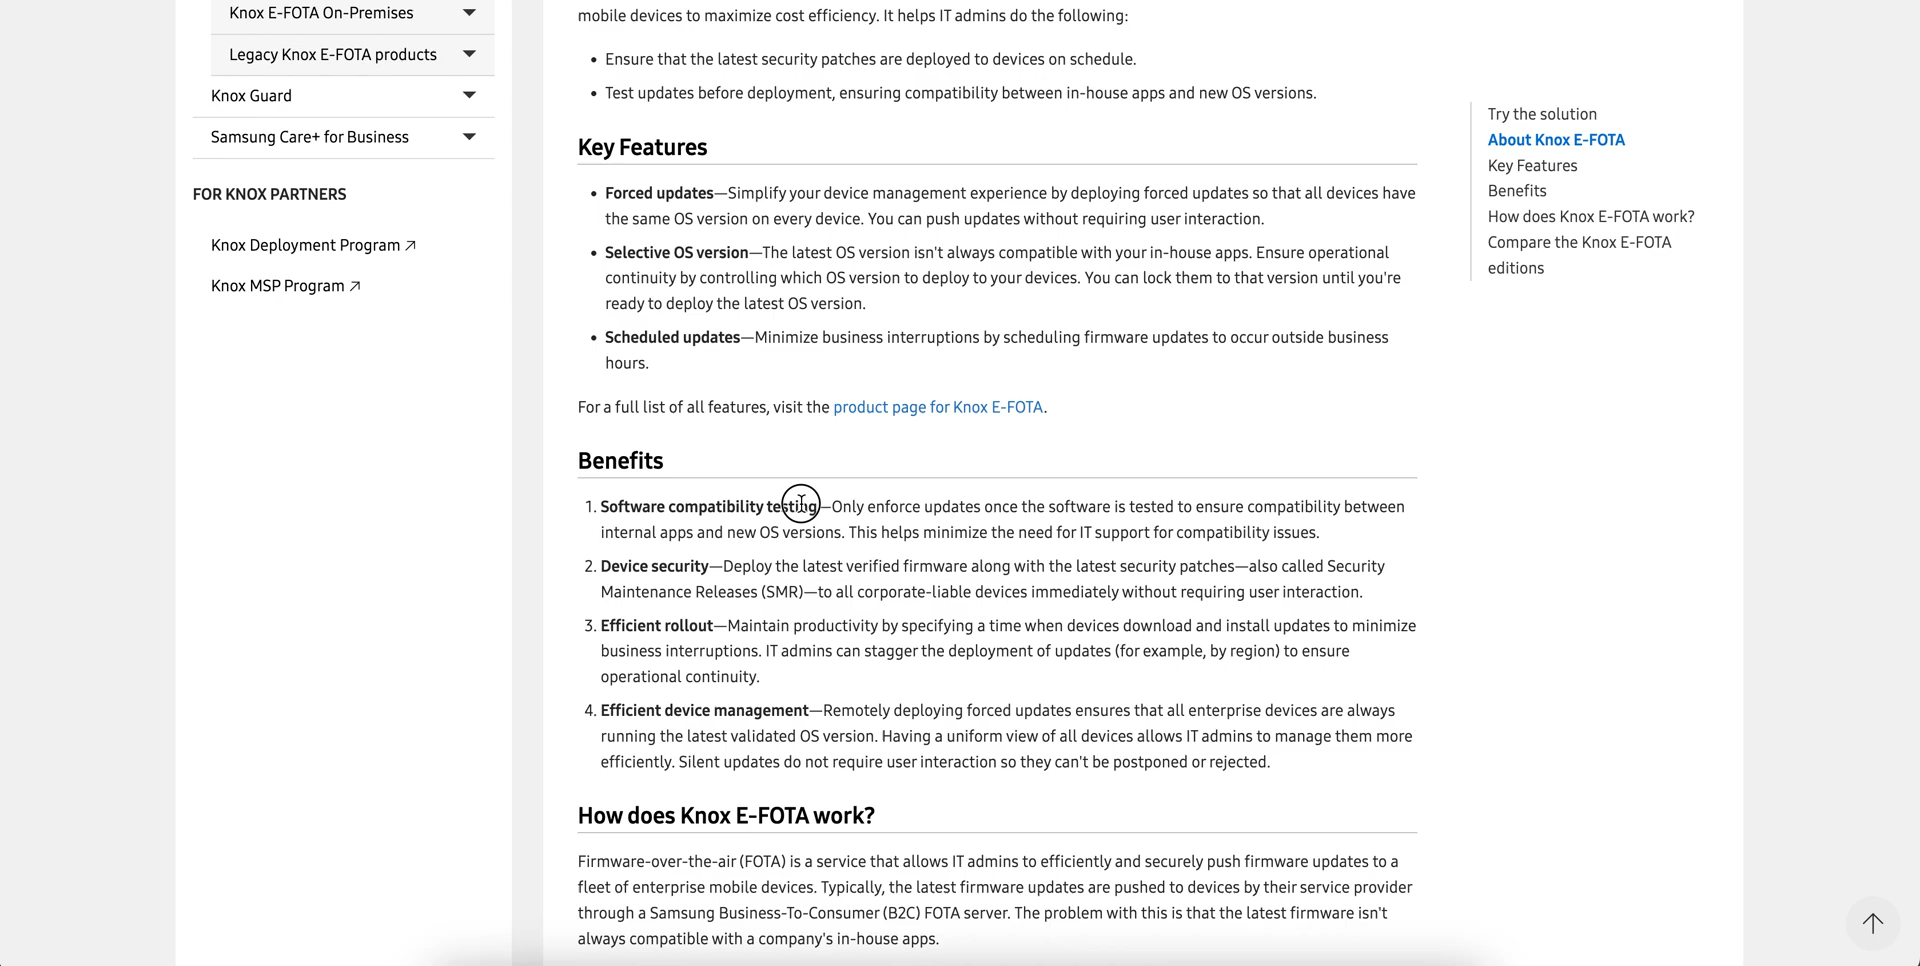 Knox E-FOTA On-Premises
Legacy Knox E-FOTA products
Knox Guard
Samsung Care+ for Business
FOR KNOX PARTNERS
Knox Deployment Program ↗
Knox MSP Program ↗
mobile devices to maximize cost efficiency. It helps IT admins do the following:
• Ensure that the latest security patches are deployed to devices on schedule.
• Test updates before deployment, ensuring compatibility between in-house apps and new OS versions.
Key Features
• Forced updates—Simplify your device management experience by deploying forced updates so that all devices have
the same OS version on every device. You can push updates without requiring user interaction.
• Selective OS version—The latest OS version isn't always compatible with your in-house apps. Ensure operational
continuity by controlling which OS version to deploy to your devices. You can lock them to that version until you're
ready to deploy the latest OS version.
• Scheduled updates—Minimize business interruptions by scheduling firmware updates to occur outside business
hours.
For a full list of all features, visit the product page for Knox E-FOTA.
Benefits
1. Software compatibility testing—Only enforce updates once the software is tested to ensure compatibility between
internal apps and new OS versions. This helps minimize the need for IT support for compatibility issues.
2. Device security—Deploy the latest verified firmware along with the latest security patches—also called Security
Maintenance Releases (SMR)—to all corporate-liable devices immediately without requiring user interaction.
3. Efficient rollout—Maintain productivity by specifying a time when devices download and install updates to minimize
business interruptions. IT admins can stagger the deployment of updates (for example, by region) to ensure
operational continuity.
4. Efficient device management—Remotely deploying forced updates ensures that all enterprise devices are always
running the latest validated OS version. Having a uniform view of all devices allows IT admins to manage them more
efficiently. Silent updates do not require user interaction so they can't be postponed or rejected.
How does Knox E-FOTA work?
Firmware-over-the-air (FOTA) is a service that allows IT admins to efficiently and securely push firmware updates to a
fleet of enterprise mobile devices. Typically, the latest firmware updates are pushed to devices by their service provider
through a Samsung Business-To-Consumer (B2C) FOTA server. The problem with this is that the latest firmware isn't
always compatible with a company's in-house apps.
Try the solution
About Knox E-FOTA
Key Features
Benefits
How does Knox E-FOTA work?
Compare the Knox E-FOTA
editions